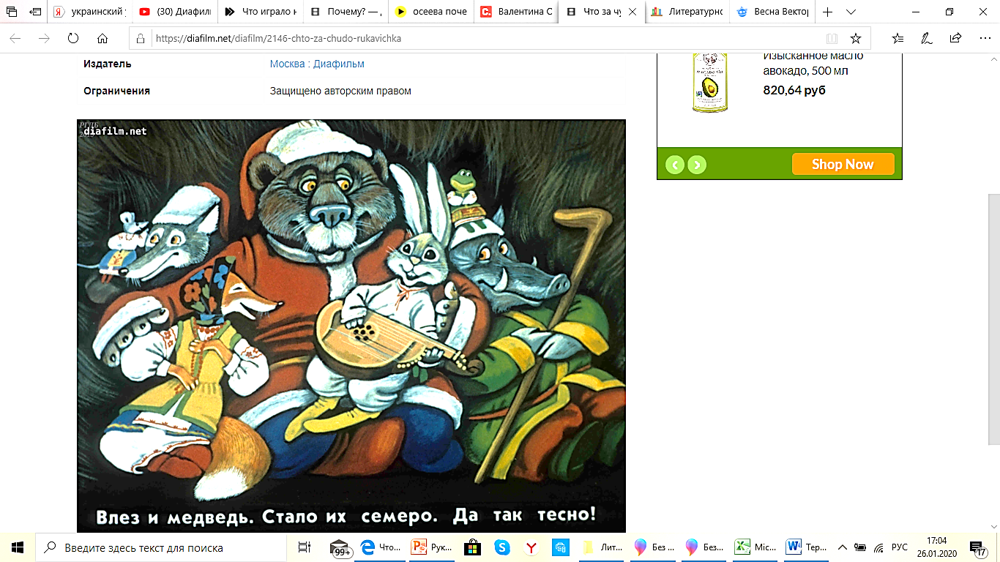 украинский
(30) Диафил
Что играло н
Почему? — д
осеева поче
Валентина О
Что за чу
Литературно
Весна Вектор
https://diafilm.net/diafilm/2146-chto-za-chudo-rukavichka
Издатель
Москва : Диафильм
Ограничения
Защищено авторским правом
Изысканное масло
авокадо, 500 мл
820,64 руб
Shop Now
diafilm.net
Влез и медведь. Стало их семеро. Да так тесно!
Введите здесь текст для поиска
99+
Что...
Рук...
Лит...
Без ...
Без...
Mic...
Тер...
РУС
17:04
26.01.2020
17